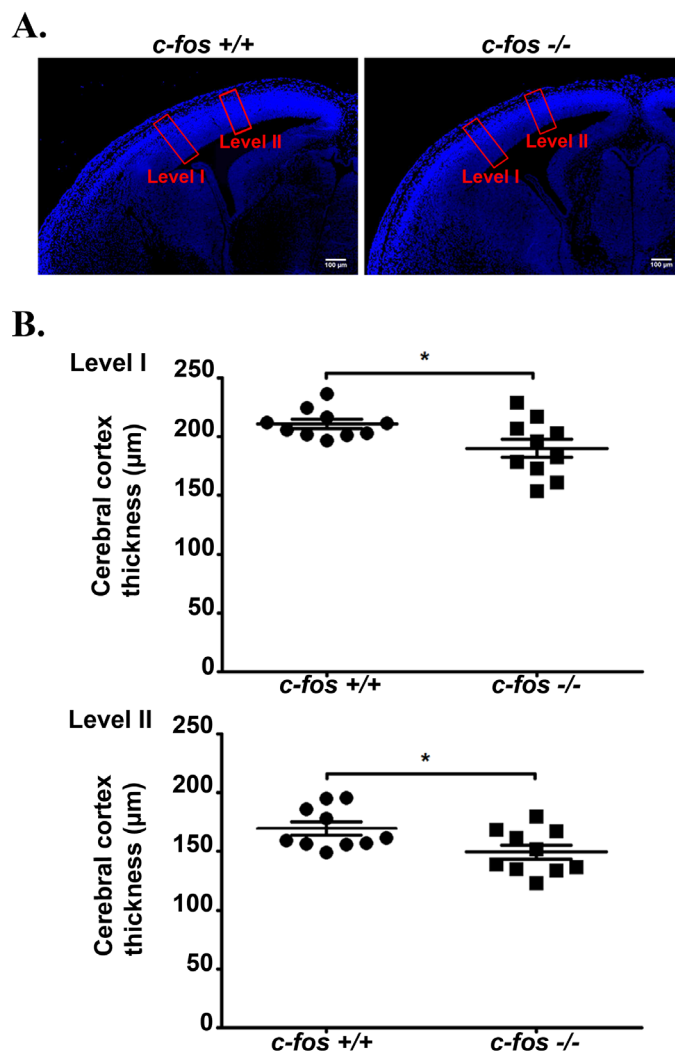 A.
c-fos +/+
c-fos -/-
Level I
Level II
100 µm
Level I
Level II
100 µm
B.
Level I
Cerebral cortex
thickness (µm)
250
200
150
100
50
0
*
c-fos +/+
c-fos -/-
Level II
Cerebral cortex
thickness (µm)
250
200
150
100
50
0
*
c-fos +/+
c-fos -/-